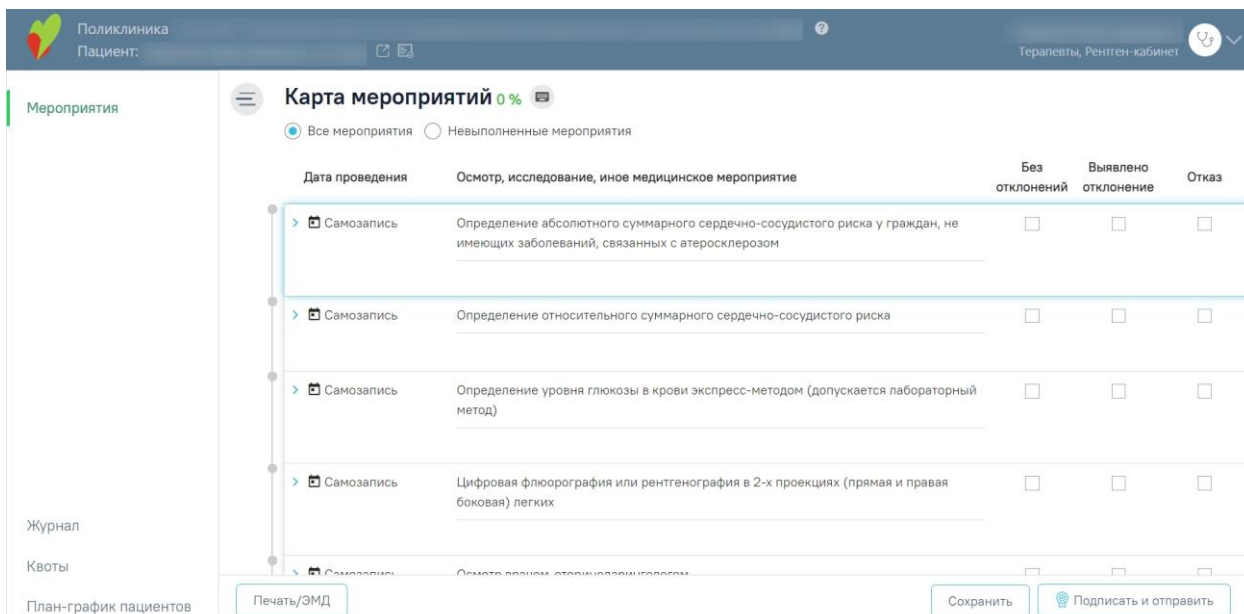 Поликлиника
Пациент:
Терапевты, Рентген-кабинет
Мероприятия
Карта мероприятий 0 %
Все мероприятия Невыполненные мероприятия
Дата проведения Осмотр, исследование, иное медицинское мероприятие Без отклонений Выявлено отклонение Отказ
Самозапись Определение абсолютного суммарного сердечно-сосудистого риска у граждан, не
имеющих заболеваний, связанных с атеросклерозом
Самозапись Определение относительного суммарного сердечно-сосудистого риска
Самозапись Определение уровня глюкозы в крови экспресс-методом (допускается лабораторный
метод)
Самозапись Цифровая флюорография или рентгенография в 2-х проекциях (прямая и правая
боковая) легких
Самозапись Осмотр врачом-оториноларингологом
Журнал
Квоты
План-график пациентов
Печать/ЭМД Сохранить Подписать и отправить